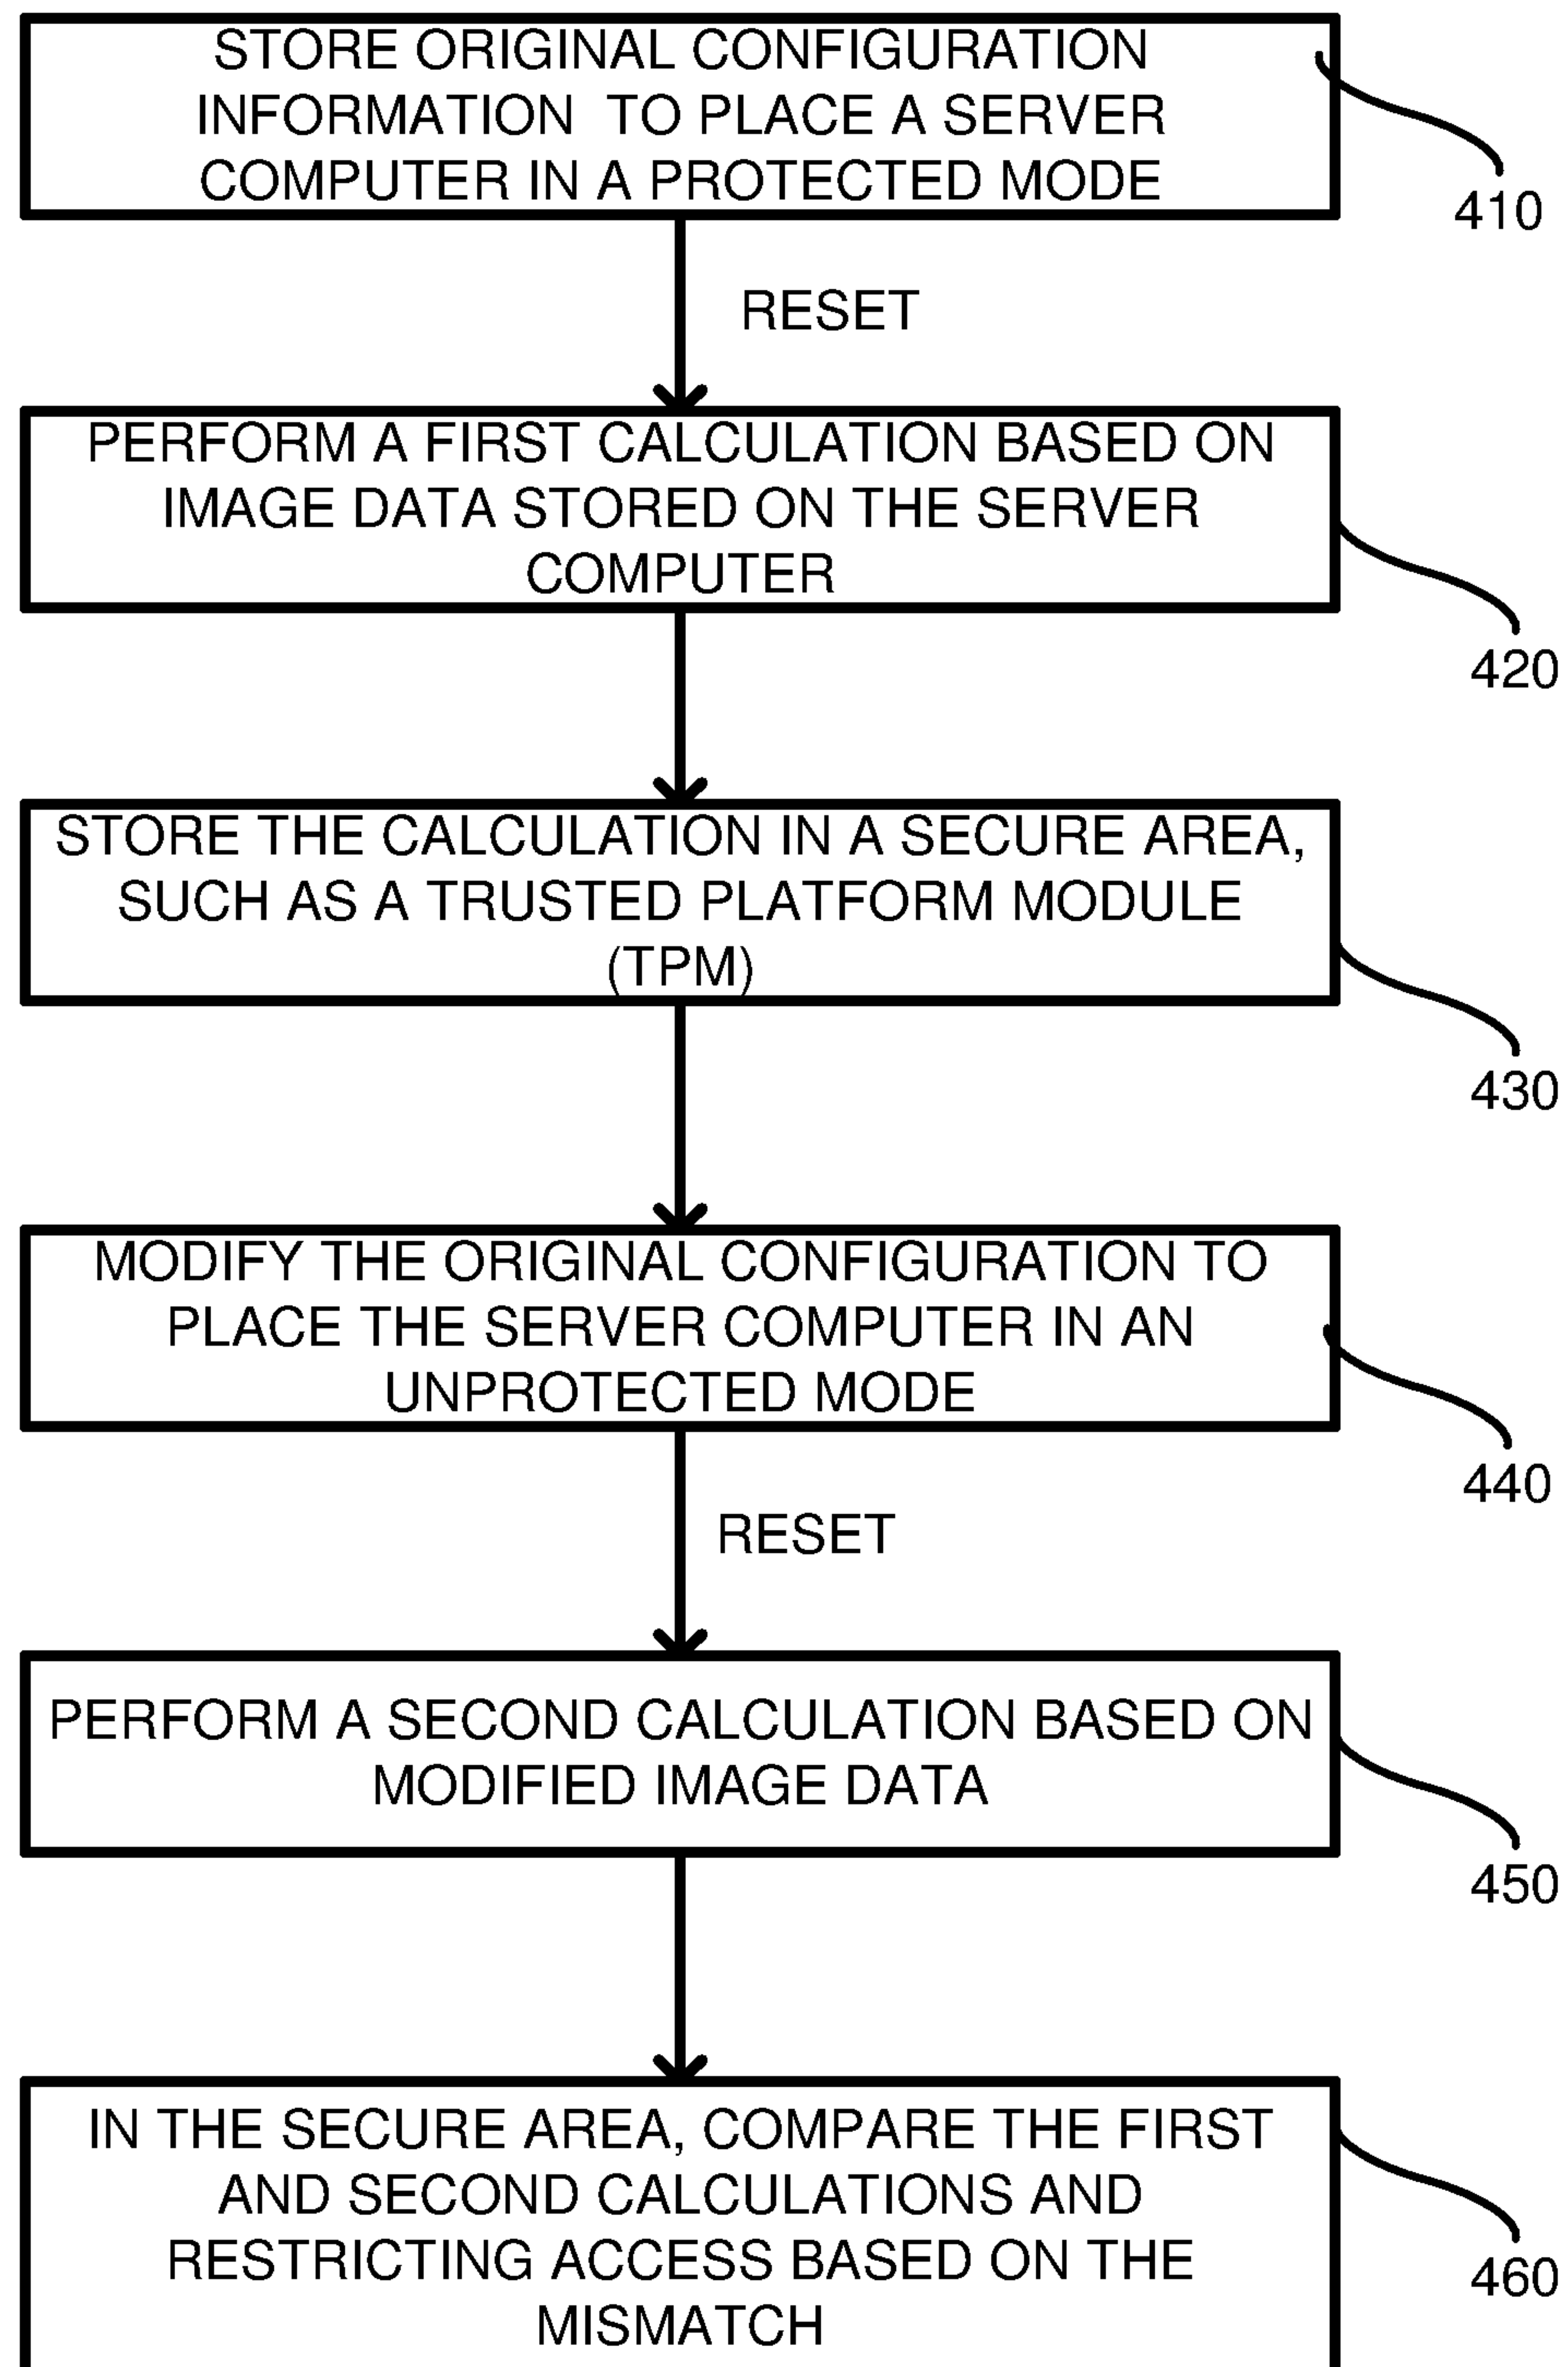 STORE ORIGINAL CONFIGURATION
INFORMATION TO PLACE A SERVER
COMPUTER IN A PROTECTED MODE
410
RESET
PERFORM A FIRST CALCULATION BASED ON
IMAGE DATA STORED ON THE SERVER
COMPUTER
420
STORE THE CALCULATION IN A SECURE AREA,
SUCH AS A TRUSTED PLATFORM MODULE
(TPM)
430
MODIFY THE ORIGINAL CONFIGURATION TO
PLACE THE SERVER COMPUTER IN AN
UNPROTECTED MODE
440
RESET
PERFORM A SECOND CALCULATION BASED ON
MODIFIED IMAGE DATA
450
IN THE SECURE AREA, COMPARE THE FIRST
AND SECOND CALCULATIONS AND
RESTRICTING ACCESS BASED ON THE
MISMATCH
460